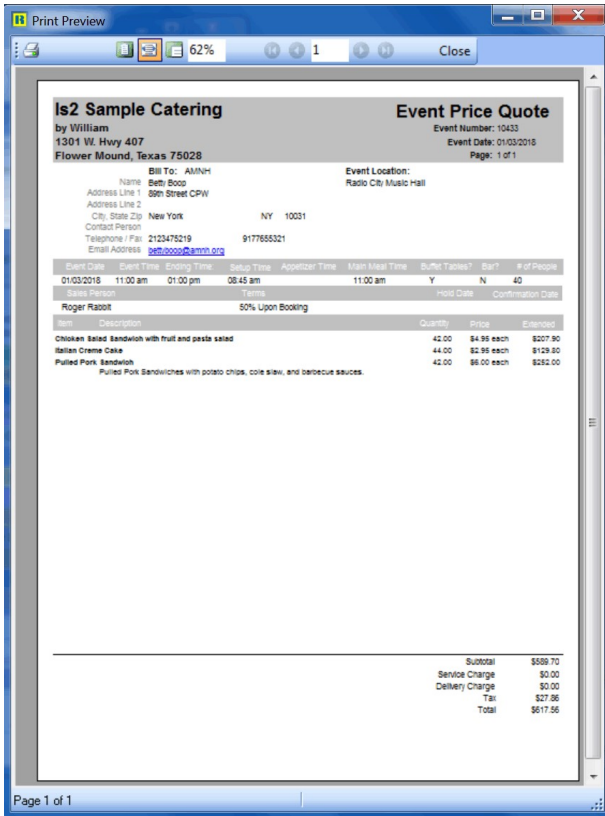 Print Preview
62% 1 Close
Is2 Sample Catering Event Price Quote
by William Event Number: 10433
1301 W. Hwy 407 Event Date: 01/03/2018
Flower Mound, Texas 75028 Page: 1 of 1
Bill To: AMNH Event Location:
Name Betty Boop Radio City Music Hall
Address Line 1 89th Street CPW
Address Line 2
City, State Zip New York NY 10031
Contact Person
Telephone / Fax 2123475219 9177655321
Email Address bettyboop@amnh.org
Event Date Event Time Ending Time Setup Time Appetizer Time Main Meal Time Buffet Tables? Bar? # of People
01/03/2018 11:00 am 01:00 pm 08:45 am 11:00 am Y N 40
Sales Person Terms Hold Date Confirmation Date
Roger Rabbit 50% Upon Booking
Item Description Quantity Price Extended
Chicken Salad Sandwich with fruit and pasta salad 42.00 $4.95 each $207.90
Italian Creme Cake 44.00 $2.95 each $129.80
Pulled Pork Sandwich 42.00 $6.00 each $252.00
Pulled Pork Sandwiches with potato chips, cole slaw, and barbecue sauces.
Subtotal $589.70
Service Charge $0.00
Delivery Charge $0.00
Tax $27.86
Total $617.56
Page 1 of 1